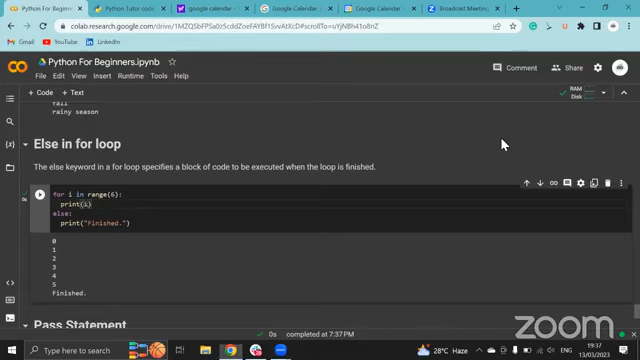 Python For Beginners.ipynb
Python Tutor code
google calender
Google Calendar
Google Calendar
Broadcast Meeting
colab.research.google.com/drive/
Gmail
YouTube
LinkedIn
Python For Beginners.ipynb
Comment
Share
File Edit View Insert Runtime Tools Help
+ Code + Text
RAM
Disk
fall
rainy season
Else in for loop
The else keyword in a for loop specifies a block of code to be executed when the loop is finished.
for i in range(6):
print(i)
else:
print("Finished.")
0s
0
1
2
3
4
5
Finished.
Pass Statement
0s completed at 7:37 PM
zoom
Type here to search
28°C Haze
ENG
19:37
13/03/2023